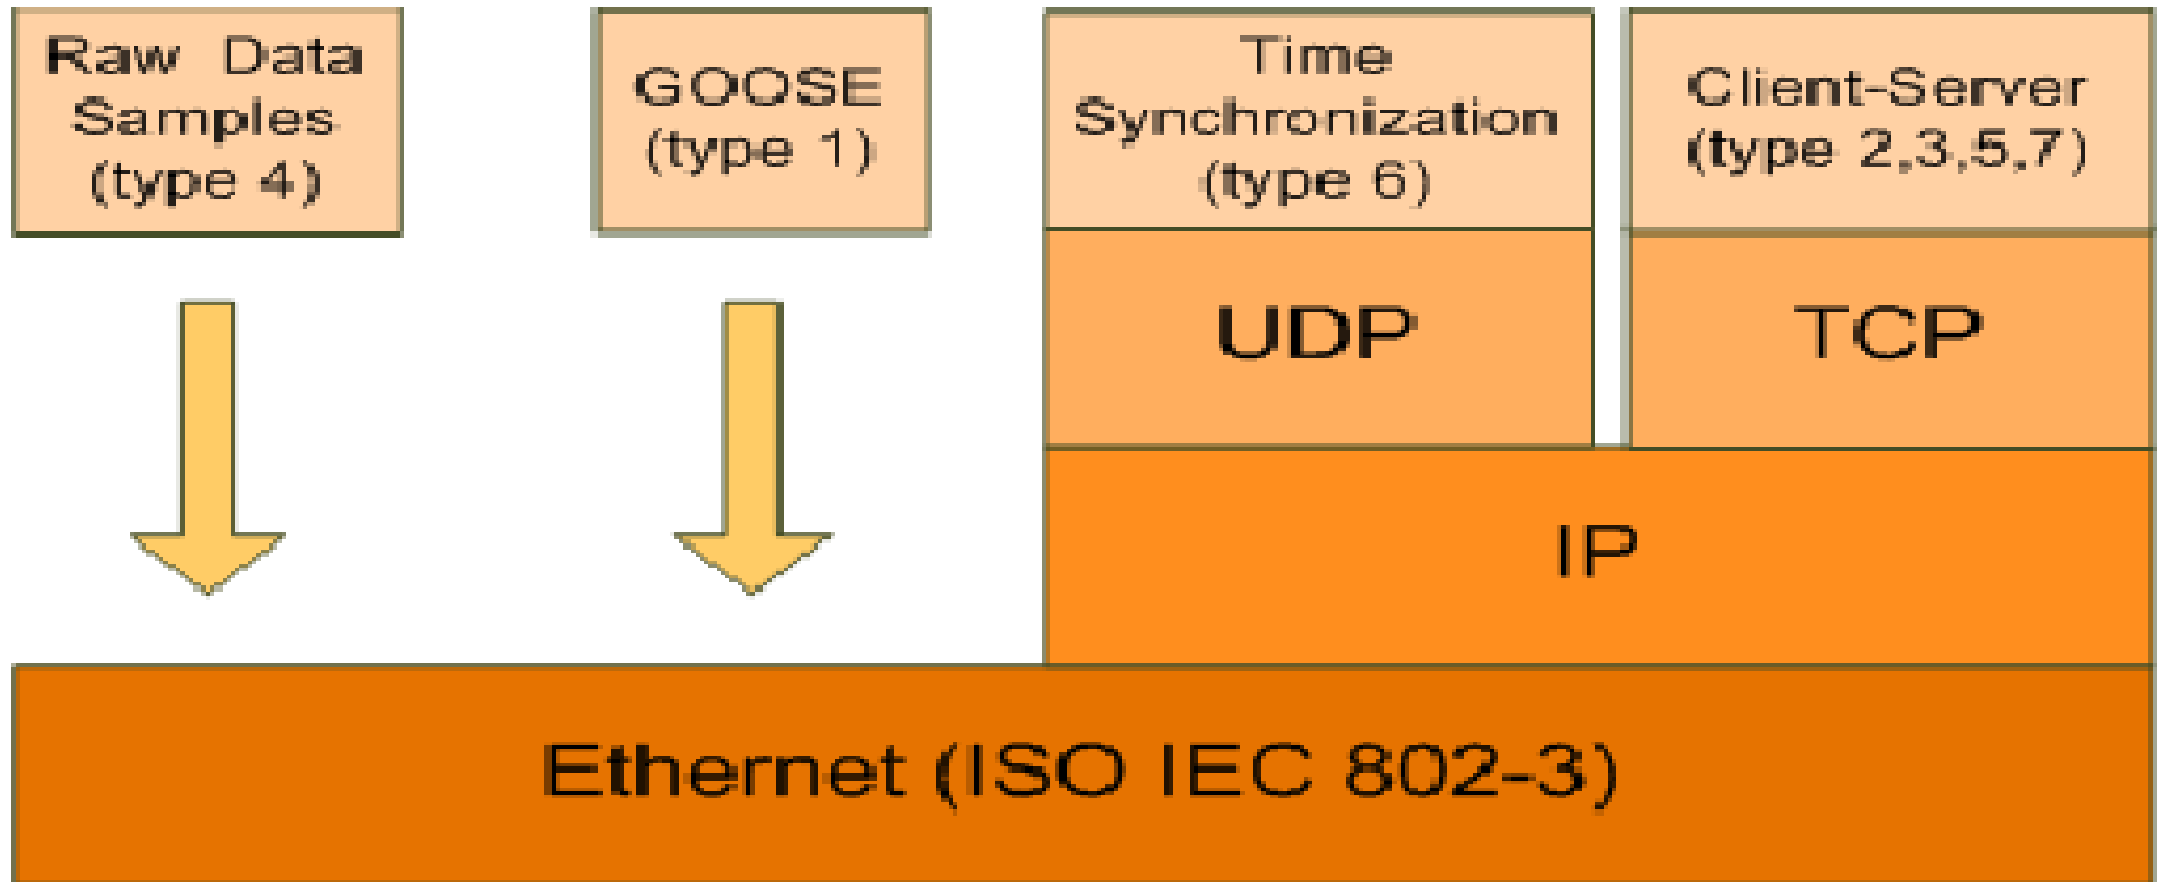 Raw Data
Samples
(type 4)
GOOSE
(type 1)
Time
Synchronization
(type 6)
Client-Server
(type 2,3,5,7)
UDP
TCP
IP
Ethernet (ISO IEC 802-3)